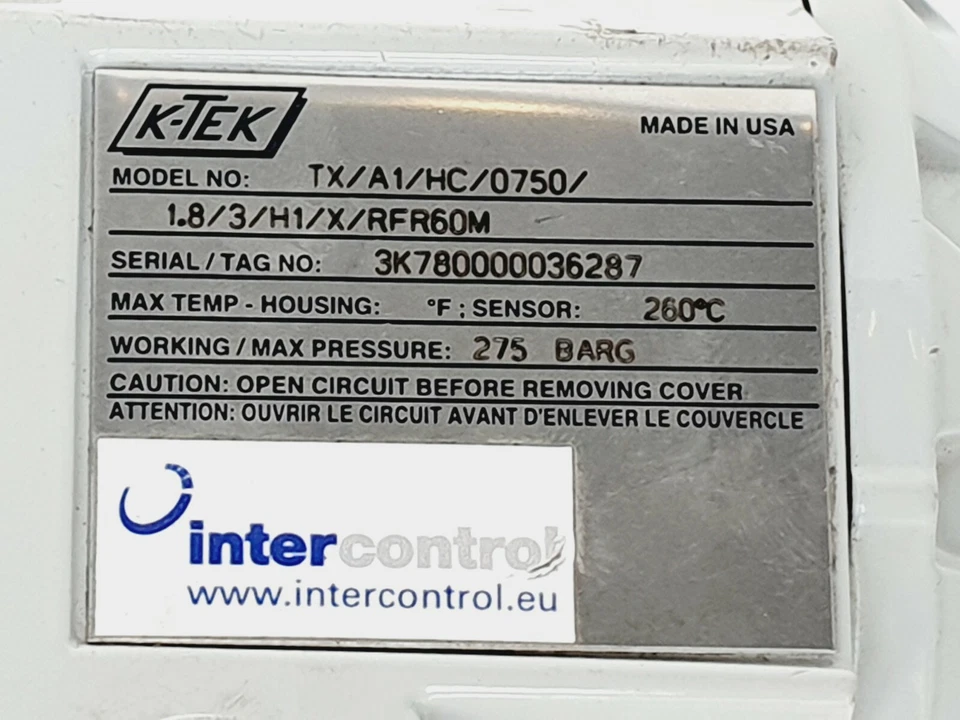 K-TEK
MADE IN USA
MODEL NO: TX/A1/HC/0750/
1.8/3/H1/X/RFR60M
SERIAL / TAG NO: 3K780000036287
MAX TEMP - HOUSING: °F ; SENSOR: 260°C
WORKING / MAX PRESSURE: 275 BARG
CAUTION: OPEN CIRCUIT BEFORE REMOVING COVER
ATTENTION: OUVRIR LE CIRCUIT AVANT D'ENLEVER LE COUVERCLE
intercontrol
www.intercontrol.eu